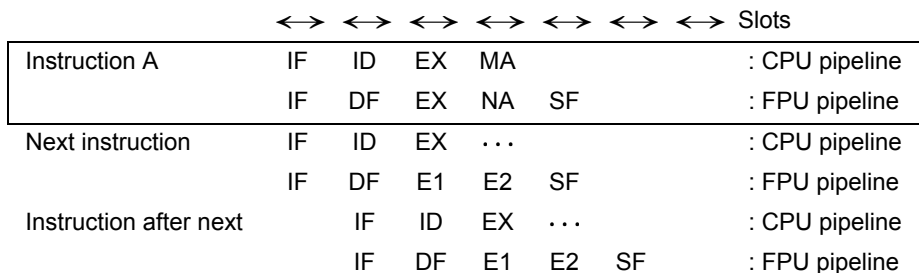 Slots
Instruction A IF ID EX MA : CPU pipeline
IF DF EX NA SF : FPU pipeline
Next instruction IF ID EX ··· : CPU pipeline
IF DF E1 E2 SF : FPU pipeline
Instruction after next IF ID EX ··· : CPU pipeline
IF DF E1 E2 SF : FPU pipeline